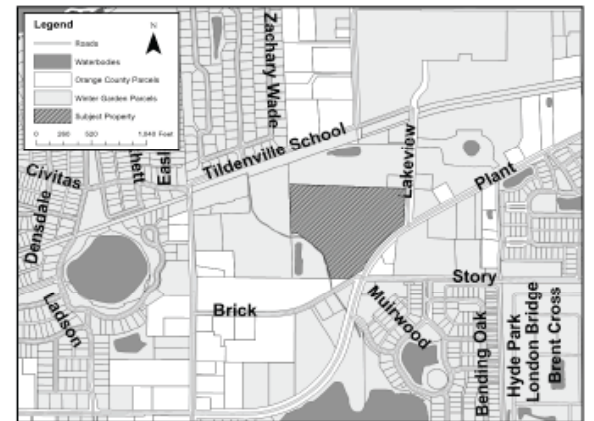 Legend
N
Roads
Waterbodies
Orange County Parcels
Winter Garden Parcels
Subject Property
0 260 520 1,040 Feet
Zachary Wade
Tildenville School
Lakeview
Plant
Civitas
Densdale
Ladson
Brick
Story
Muirwood
Bending Oak
Hyde Park
London Bridge
Brent Cross